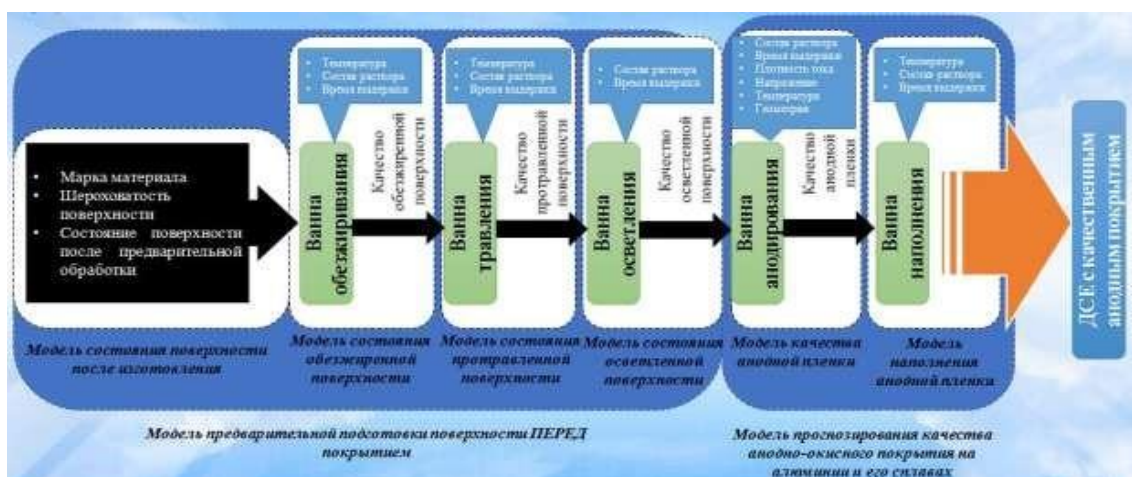 • Марка материала
• Шероховатость
поверхности
• Состояние поверхности
после предварительной
обработки
Модель состояния поверхности
после изготовления
• Температура
• Состав раствора
• Время выдержки
Ванна
обезжиривания
Качество
обезжиренной
поверхности
Модель состояния
обезжиронной
поверхности
• Температура
• Состав раствора
• Время выдержки
Ванна
травления
Качество
протравленной
поверхности
Модель состояния
протравленной
поверхности
• Состав раствора
• Время выдержки
Ванна
осветления
Качество
осветленной
поверхности
Модель состояния
осветленной
поверхности
• Состав раствора
• Время выдержки
• Плотность тока
• Напряжение
• Температура
• Геометрия
Ванна
анодирования
Качество
анодной
пленки
Модель качества
анодной пленки
• Температура
• Состав раствора
• Время выдержки
Ванна
наполнения
Модель
наполнения
анодной пленки
ДСЕ с качественным
анодным покрытием
Модель предварительной подготовки поверхности ПЕРЕД
покрытием
Модель прогнозирования качества
анодно-окисного покрытия на
алюминии и его сплавах